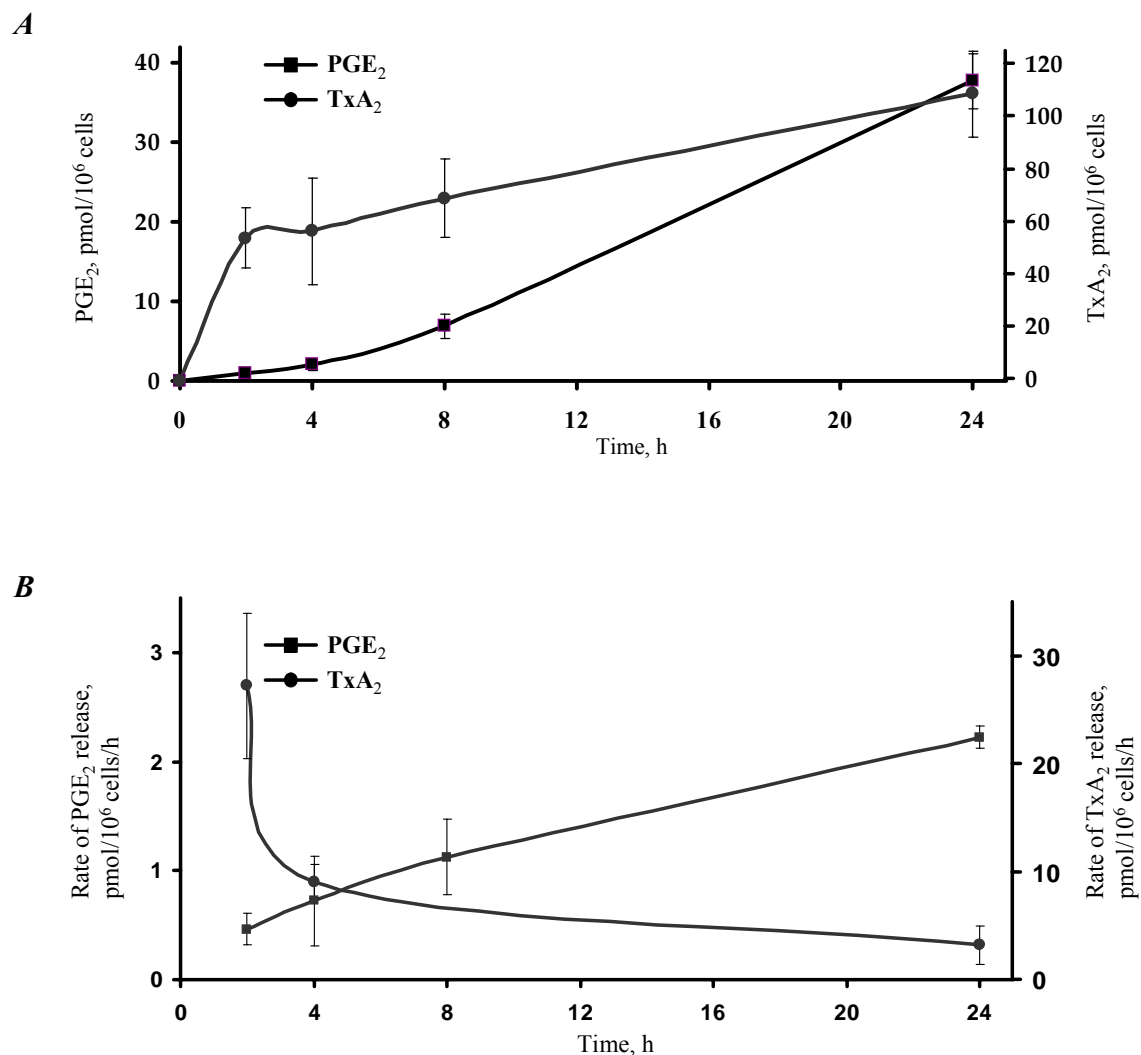 A
PGE₂
TxA₂
40
30
20
10
0
PGE₂, pmol/10⁶ cells
120
100
80
60
40
20
0
TxA₂, pmol/10⁶ cells
0 4 8 12 16 20 24
Time, h
B
PGE₂
TxA₂
3
2
1
0
Rate of PGE₂ release,
pmol/10⁶ cells/h
30
20
10
0
Rate of TxA₂ release,
pmol/10⁶ cells/h
0 4 8 12 16 20 24
Time, h